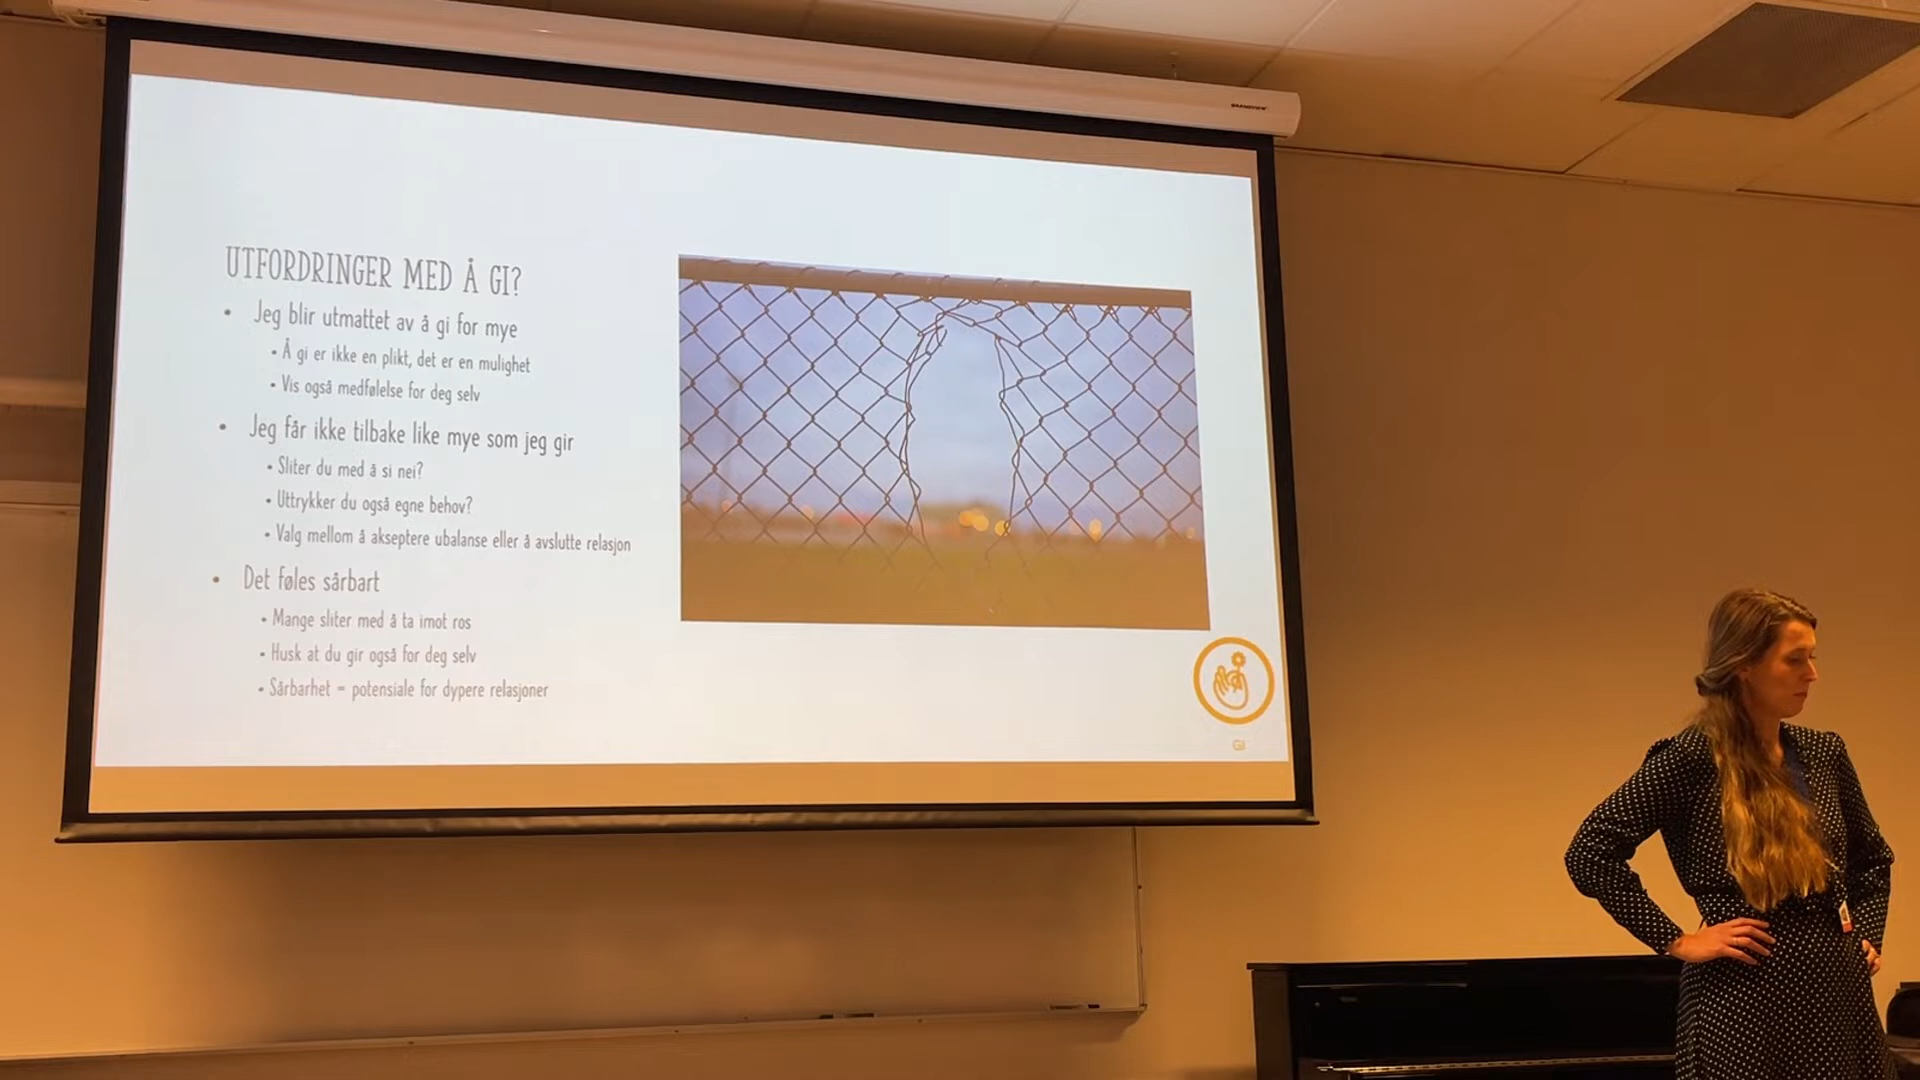 UTFORDRINGER MED Å GI?
• Jeg blir utmattet av å gi for mye
• Å gi er ikke en plikt, det er en mulighet
• Vis også medfølelse for deg selv
• Jeg får ikke tilbake like mye som jeg gir
• Sliter du med å si nei?
• Uttrykker du også egne behov?
• Valg mellom å akseptere ubalanse eller å avslutte relasjon
• Det føles sårbart
• Mange sliter med å ta imot ros
• Husk at du gir også for deg selv
• Sårbarhet = potensiale for dypere relasjoner
Gi